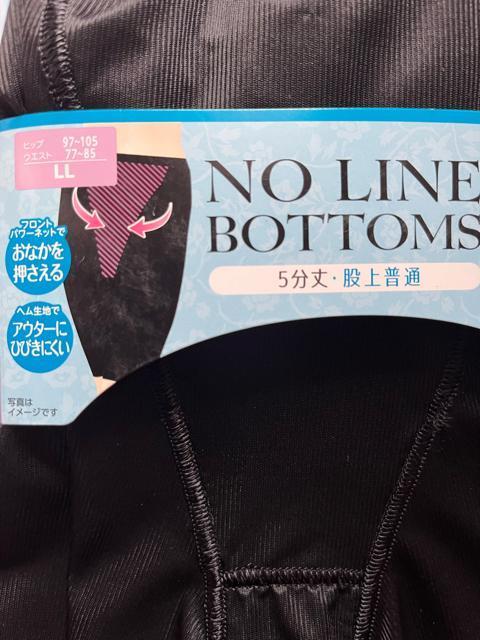 ヒップ 97~105
ウエスト 77~85
LL
NO LINE
BOTTOMS
5分丈・股上普通
フロント
パワーネットで
おなかを
押さえる
ヘム生地で
アウターに
ひびきにくい
写真は
イメージです